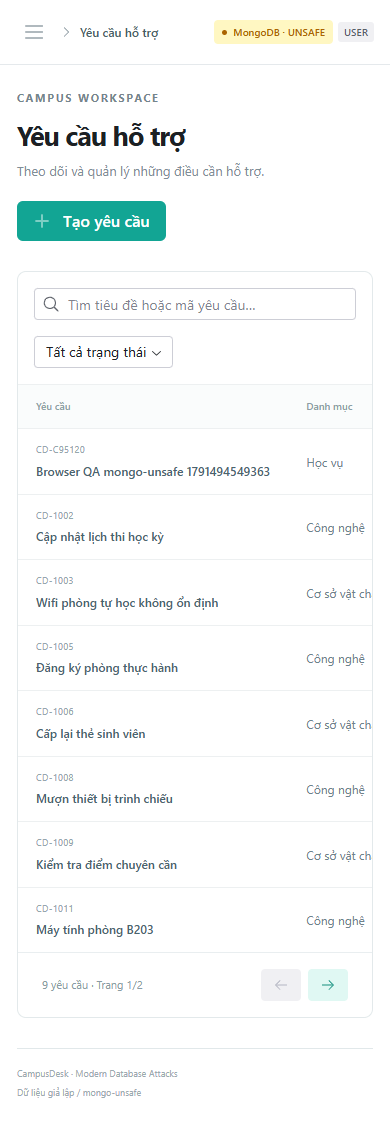 Yêu cầu hỗ trợ
MongoDB · UNSAFE
USER
CAMPUS WORKSPACE
Yêu cầu hỗ trợ
Theo dõi và quản lý những điều cần hỗ trợ.
Tạo yêu cầu
Tìm tiêu đề hoặc mã yêu cầu...
Tất cả trạng thái
Yêu cầu
Danh mục
CD-C95120
Browser QA mongo-unsafe 1791494549363
Học vụ
CD-1002
Cập nhật lịch thi học kỳ
Công nghệ
CD-1003
Wifi phòng tự học không ổn định
Cơ sở vật ch
CD-1005
Đăng ký phòng thực hành
Công nghệ
CD-1006
Cấp lại thẻ sinh viên
Cơ sở vật ch
CD-1008
Mượn thiết bị trình chiếu
Công nghệ
CD-1009
Kiểm tra điểm chuyên cần
Cơ sở vật ch
CD-1011
Máy tính phòng B203
Công nghệ
9 yêu cầu · Trang 1/2
CampusDesk · Modern Database Attacks
Dữ liệu giả lập / mongo-unsafe